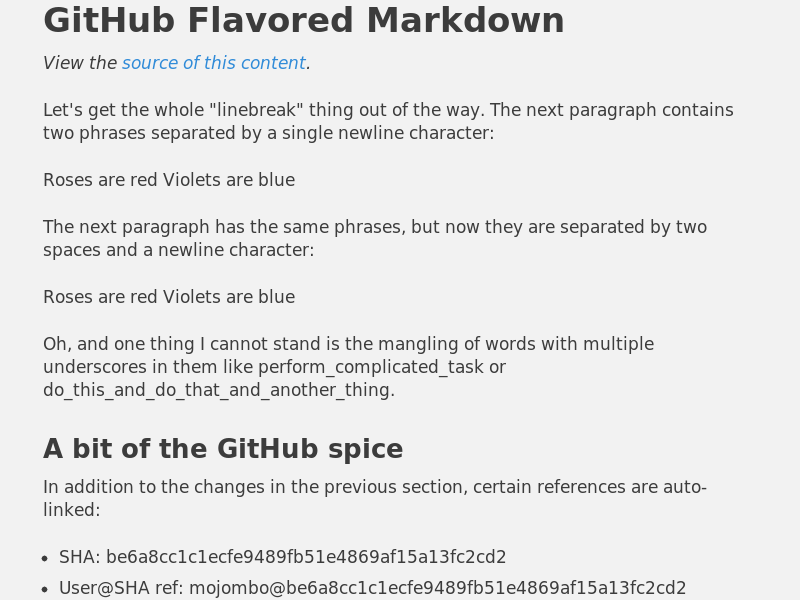 GitHub Flavored Markdown
View the source of this content.
Let's get the whole "linebreak" thing out of the way. The next paragraph contains
two phrases separated by a single newline character:
Roses are red Violets are blue
The next paragraph has the same phrases, but now they are separated by two
spaces and a newline character:
Roses are red Violets are blue
Oh, and one thing I cannot stand is the mangling of words with multiple
underscores in them like perform_complicated_task or
do_this_and_do_that_and_another_thing.
A bit of the GitHub spice
In addition to the changes in the previous section, certain references are auto-
linked:
• SHA: be6a8cc1c1ecfe9489fb51e4869af15a13fc2cd2
• User@SHA ref: mojombo@be6a8cc1c1ecfe9489fb51e4869af15a13fc2cd2